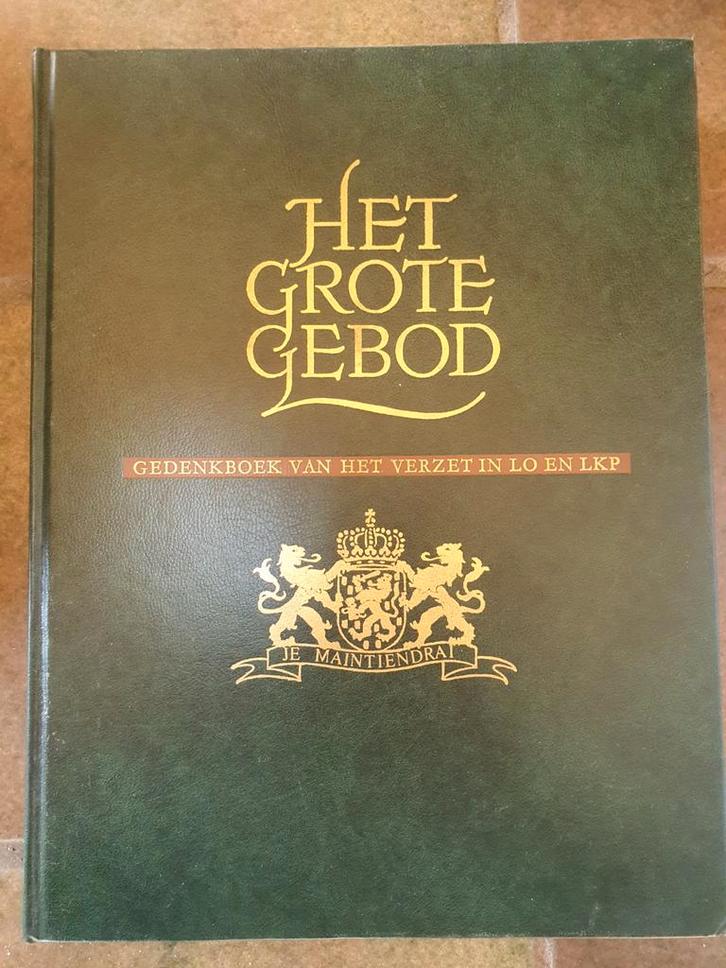 HET
GROTE
GEBOD
GEDENKBOEK VAN HET VERZET IN LO EN LKP
JE MAINTIENDRAI